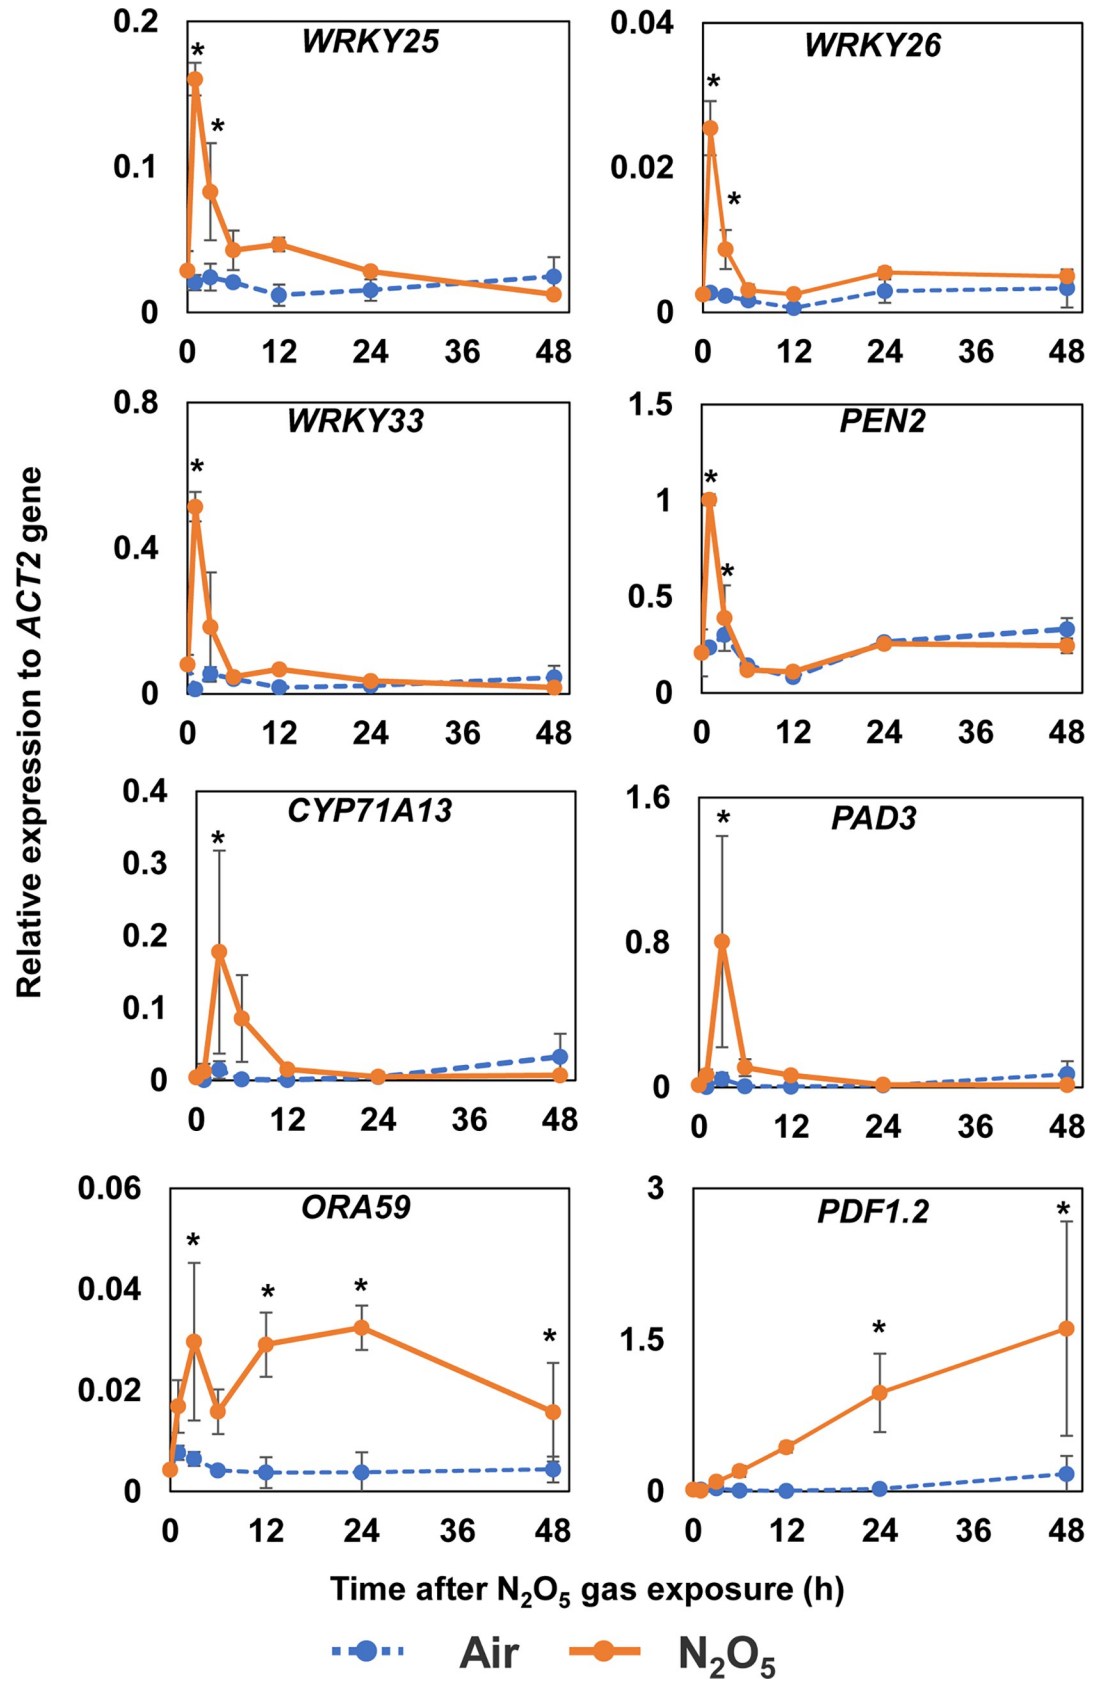 Relative expression to ACT2 gene
WRKY25
0.2
0.1
0
*
*
0 12 24 36 48
WRKY26
0.04
0.02
0
*
*
0 12 24 36 48
WRKY33
0.8
0.4
0
*
0 12 24 36 48
PEN2
1.5
1
0.5
0
*
*
0 12 24 36 48
CYP71A13
0.4
0.3
0.2
0.1
0
*
0 12 24 36 48
PAD3
1.6
0.8
0
*
0 12 24 36 48
ORA59
0.06
0.04
0.02
0
*
*
*
*
0 12 24 36 48
PDF1.2
3
1.5
0
*
*
0 12 24 36 48
Time after N₂O₅ gas exposure (h)
Air N₂O₅